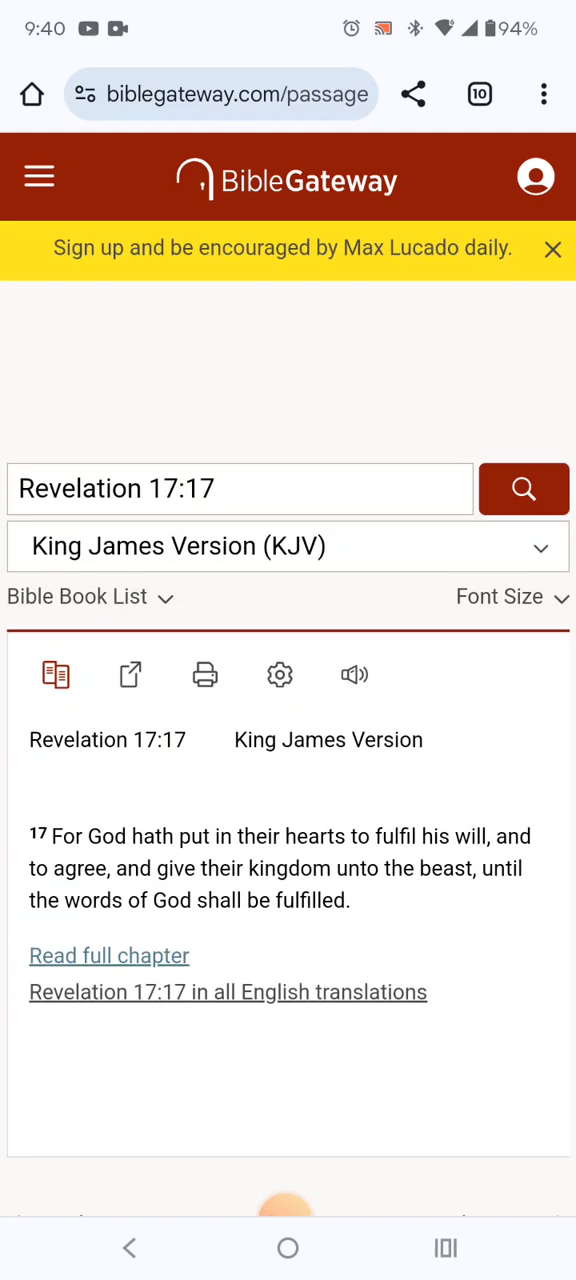 9:40
94%
biblegateway.com/passage
10
BibleGateway
Sign up and be encouraged by Max Lucado daily.
Revelation 17:17
King James Version (KJV)
Bible Book List
Font Size
Revelation 17:17 King James Version
17 For God hath put in their hearts to fulfil his will, and
to agree, and give their kingdom unto the beast, until
the words of God shall be fulfilled.
Read full chapter
Revelation 17:17 in all English translations